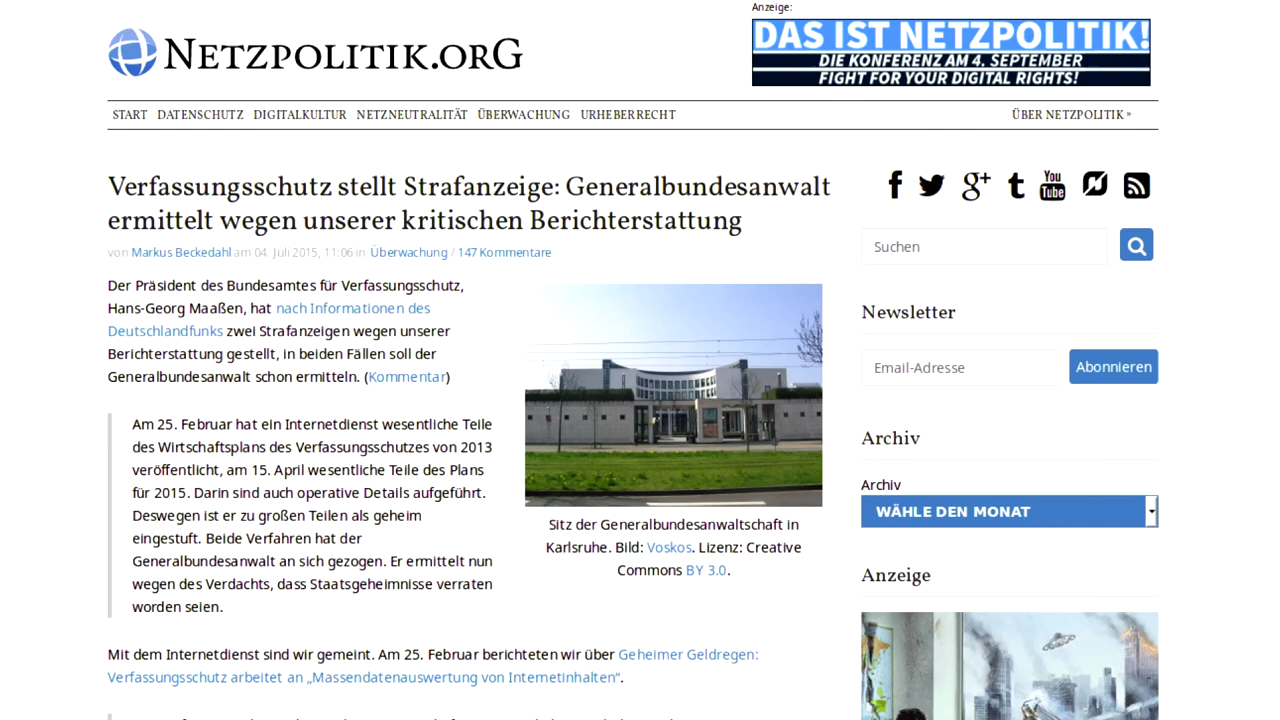 Anzeige:
NETZPOLITIK.ORG
DAS IST NETZPOLITIK!
DIE KONFERENZ AM 4. SEPTEMBER
FIGHT FOR YOUR DIGITAL RIGHTS!
START DATENSCHUTZ DIGITALKULTUR NETZNEUTRALITÄT ÜBERWACHUNG URHEBERRECHT ÜBER NETZPOLITIK »
Verfassungsschutz stellt Strafanzeige: Generalbundesanwalt
ermittelt wegen unserer kritischen Berichterstattung
von Markus Beckedahl am 04. Juli 2015, 11:06 in Überwachung / 147 Kommentare
Der Präsident des Bundesamtes für Verfassungsschutz,
Hans-Georg Maaßen, hat nach Informationen des
Deutschlandfunks zwei Strafanzeigen wegen unserer
Berichterstattung gestellt, in beiden Fällen soll der
Generalbundesanwalt schon ermitteln. (Kommentar)
Am 25. Februar hat ein Internetdienst wesentliche Teile
des Wirtschaftsplans des Verfassungsschutzes von 2013
veröffentlicht, am 15. April wesentliche Teile des Plans
für 2015. Darin sind auch operative Details aufgeführt.
Deswegen ist er zu großen Teilen als geheim
eingestuft. Beide Verfahren hat der
Generalbundesanwalt an sich gezogen. Er ermittelt nun
wegen des Verdachts, dass Staatsgeheimnisse verraten
worden seien.
Sitz der Generalbundesanwaltschaft in
Karlsruhe. Bild: Voskos. Lizenz: Creative
Commons BY 3.0.
Mit dem Internetdienst sind wir gemeint. Am 25. Februar berichteten wir über Geheimer Geldregen:
Verfassungsschutz arbeitet an „Massendatenauswertung von Internetinhalten“.
You
Tube
Suchen
Newsletter
Email-Adresse
Abonnieren
Archiv
Archiv
WÄHLE DEN MONAT
Anzeige